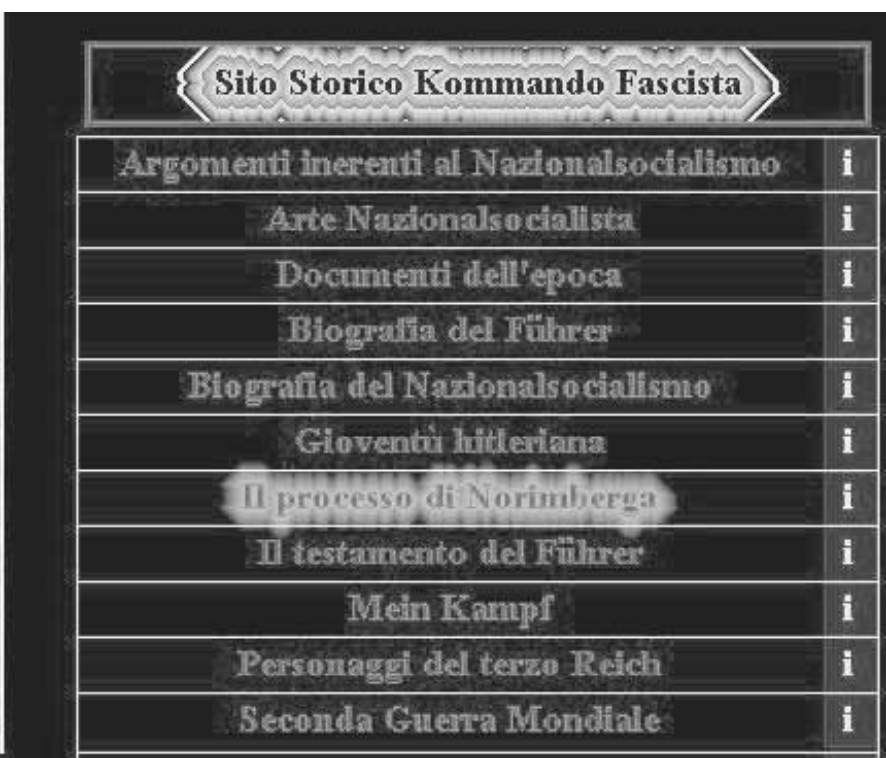 Sito Storico Kommando Fascista
Argomenti inerenti al Nazionalsocialismo i
Arte Nazionalsocialista i
Documenti dell'epoca i
Biografia del Führer i
Biografia del Nazionalsocialismo i
Gioventù hitleriana i
Il processo di Norimberga i
Il testamento del Führer i
Mein Kampf i
Personaggi del terzo Reich i
Seconda Guerra Mondiale i